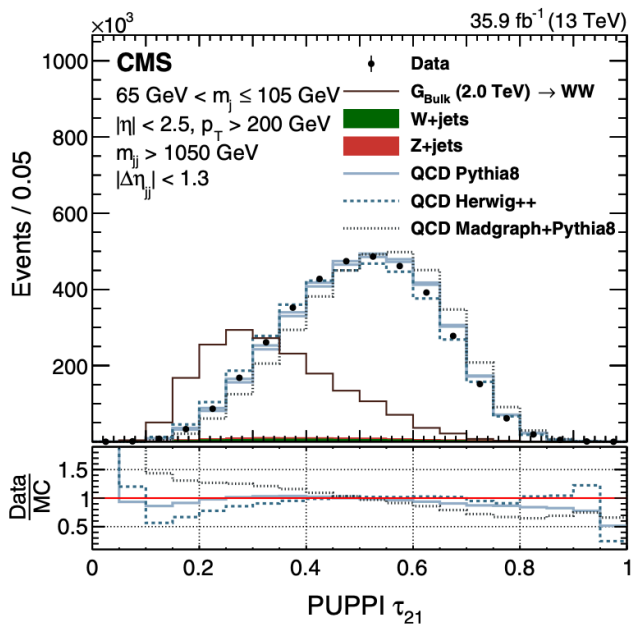 ×10³ 35.9 fb⁻¹ (13 TeV)
CMS
65 GeV < m_j ≤ 105 GeV
|η| < 2.5, p_T > 200 GeV
m_jj > 1050 GeV
|Δη_jj| < 1.3
Data
G_Bulk (2.0 TeV) → WW
W+jets
Z+jets
QCD Pythia8
QCD Herwig++
QCD Madgraph+Pythia8
Events / 0.05
1000
800
600
400
200
Data
MC
1.5
1
0.5
0 0.2 0.4 0.6 0.8 1
PUPPI τ₂₁